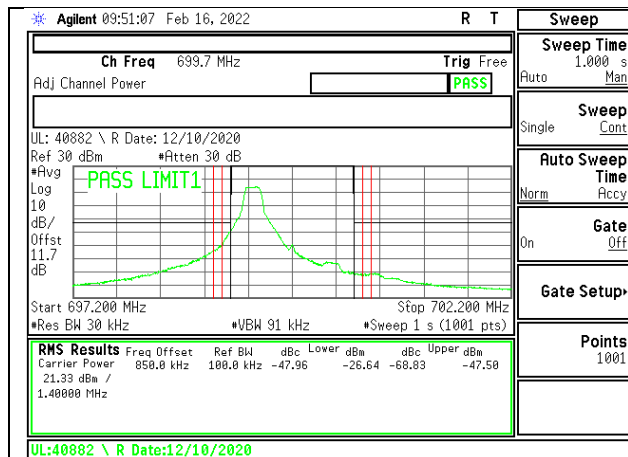 Agilent 09:51:07 Feb 16, 2022 R T
Ch Freq 699.7 MHz Trig Free
Adj Channel Power PASS
UL: 40882 \ R Date: 12/10/2020
Ref 30 dBm #Atten 30 dB
#Avg
Log
10
dB/
Offst
11.7
dB
PASS LIMIT1
Start 697.200 MHz Stop 702.200 MHz
#Res BW 30 kHz #VBW 91 kHz #Sweep 1 s (1001 pts)
RMS Results Freq Offset Ref BW dBc Lower dBm dBc Upper dBm
Carrier Power 850.0 kHz 100.0 kHz -47.96 -26.64 -68.83 -47.50
21.33 dBm /
1.40000 MHz
UL:40882 \ R Date:12/10/2020
Sweep
Sweep Time
1.000 s
Auto Man
Sweep
Single Cont
Auto Sweep
Time
Norm Accy
Gate
On Off
Gate Setup
Points
1001